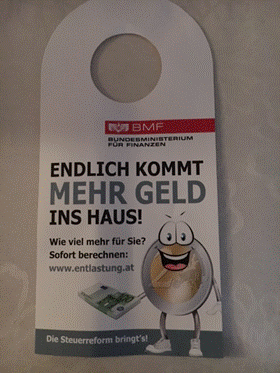 BMF
BUNDESMINISTERIUM
FÜR FINANZEN
ENDLICH KOMMT
MEHR GELD
INS HAUS!
Wie viel mehr für Sie?
Sofort berechnen:
www.entlastung.at
Die Steuerreform bringt's!